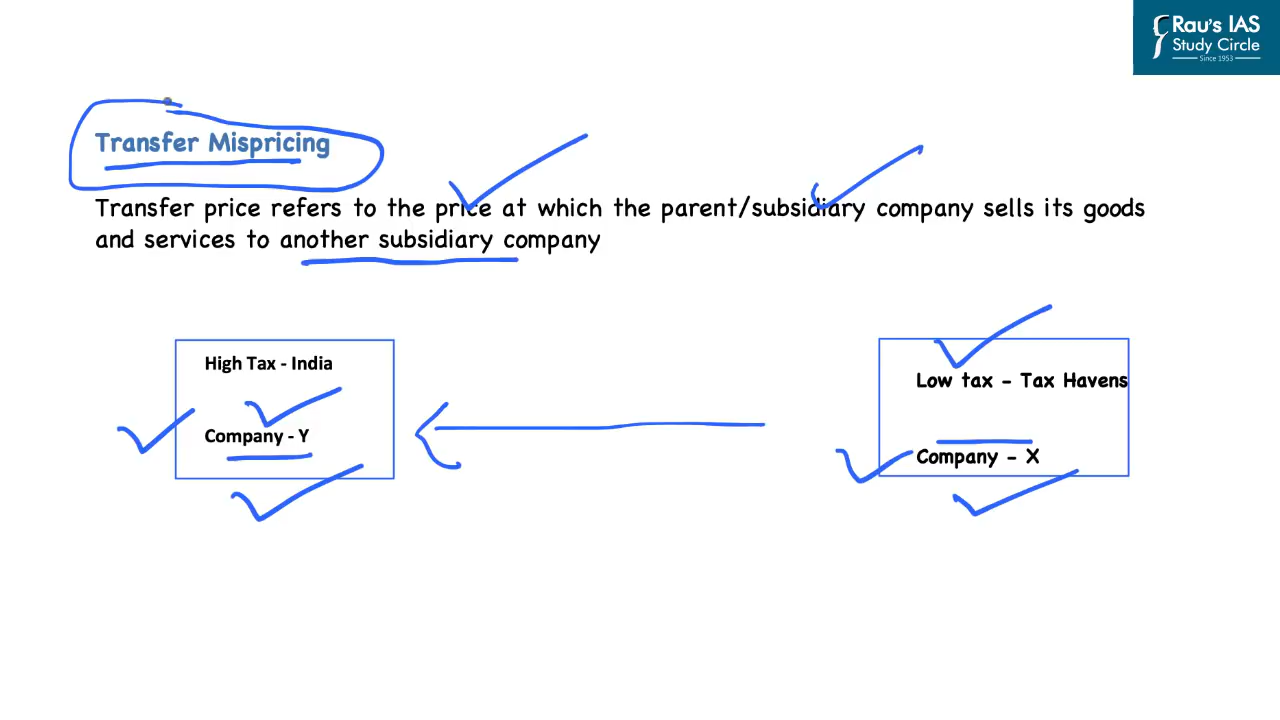 Rau's IAS
Study Circle
Since 1953
Transfer Mispricing
Transfer price refers to the price at which the parent/subsidiary company sells its goods
and services to another subsidiary company
High Tax - India
Company - Y
Low tax - Tax Havens
Company - X